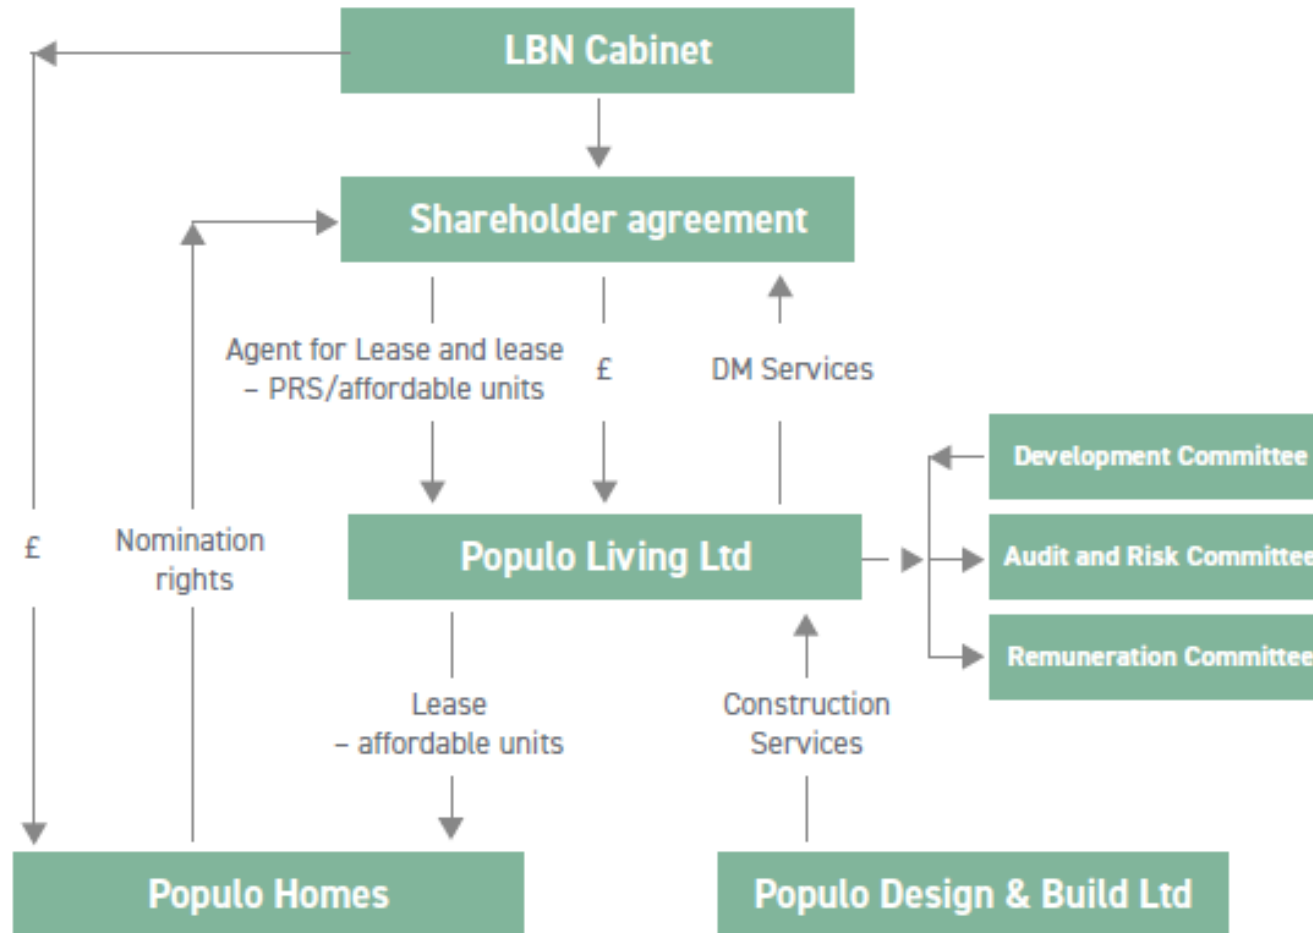 LBN Cabinet
Shareholder agreement
Agent for Lease and lease
– PRS/affordable units
£
DM Services
Development Committee
£
Nomination
rights
Populo Living Ltd
Audit and Risk Committee
Remuneration Committee
Lease
– affordable units
Construction
Services
Populo Homes
Populo Design & Build Ltd